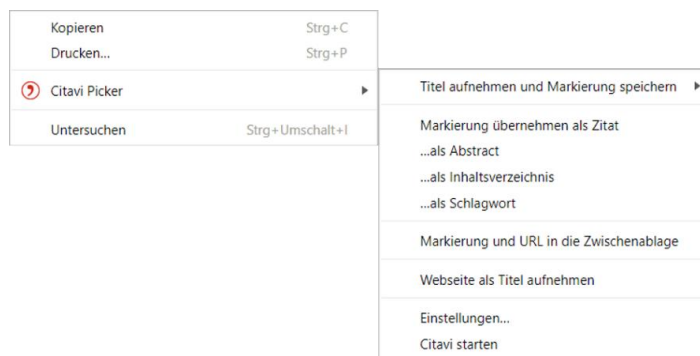 Kopieren Strg+C
Drucken... Strg+P
Citavi Picker
Untersuchen Strg+Umschalt+I
Titel aufnehmen und Markierung speichern
Markierung übernehmen als Zitat
...als Abstract
...als Inhaltsverzeichnis
...als Schlagwort
Markierung und URL in die Zwischenablage
Webseite als Titel aufnehmen
Einstellungen...
Citavi starten